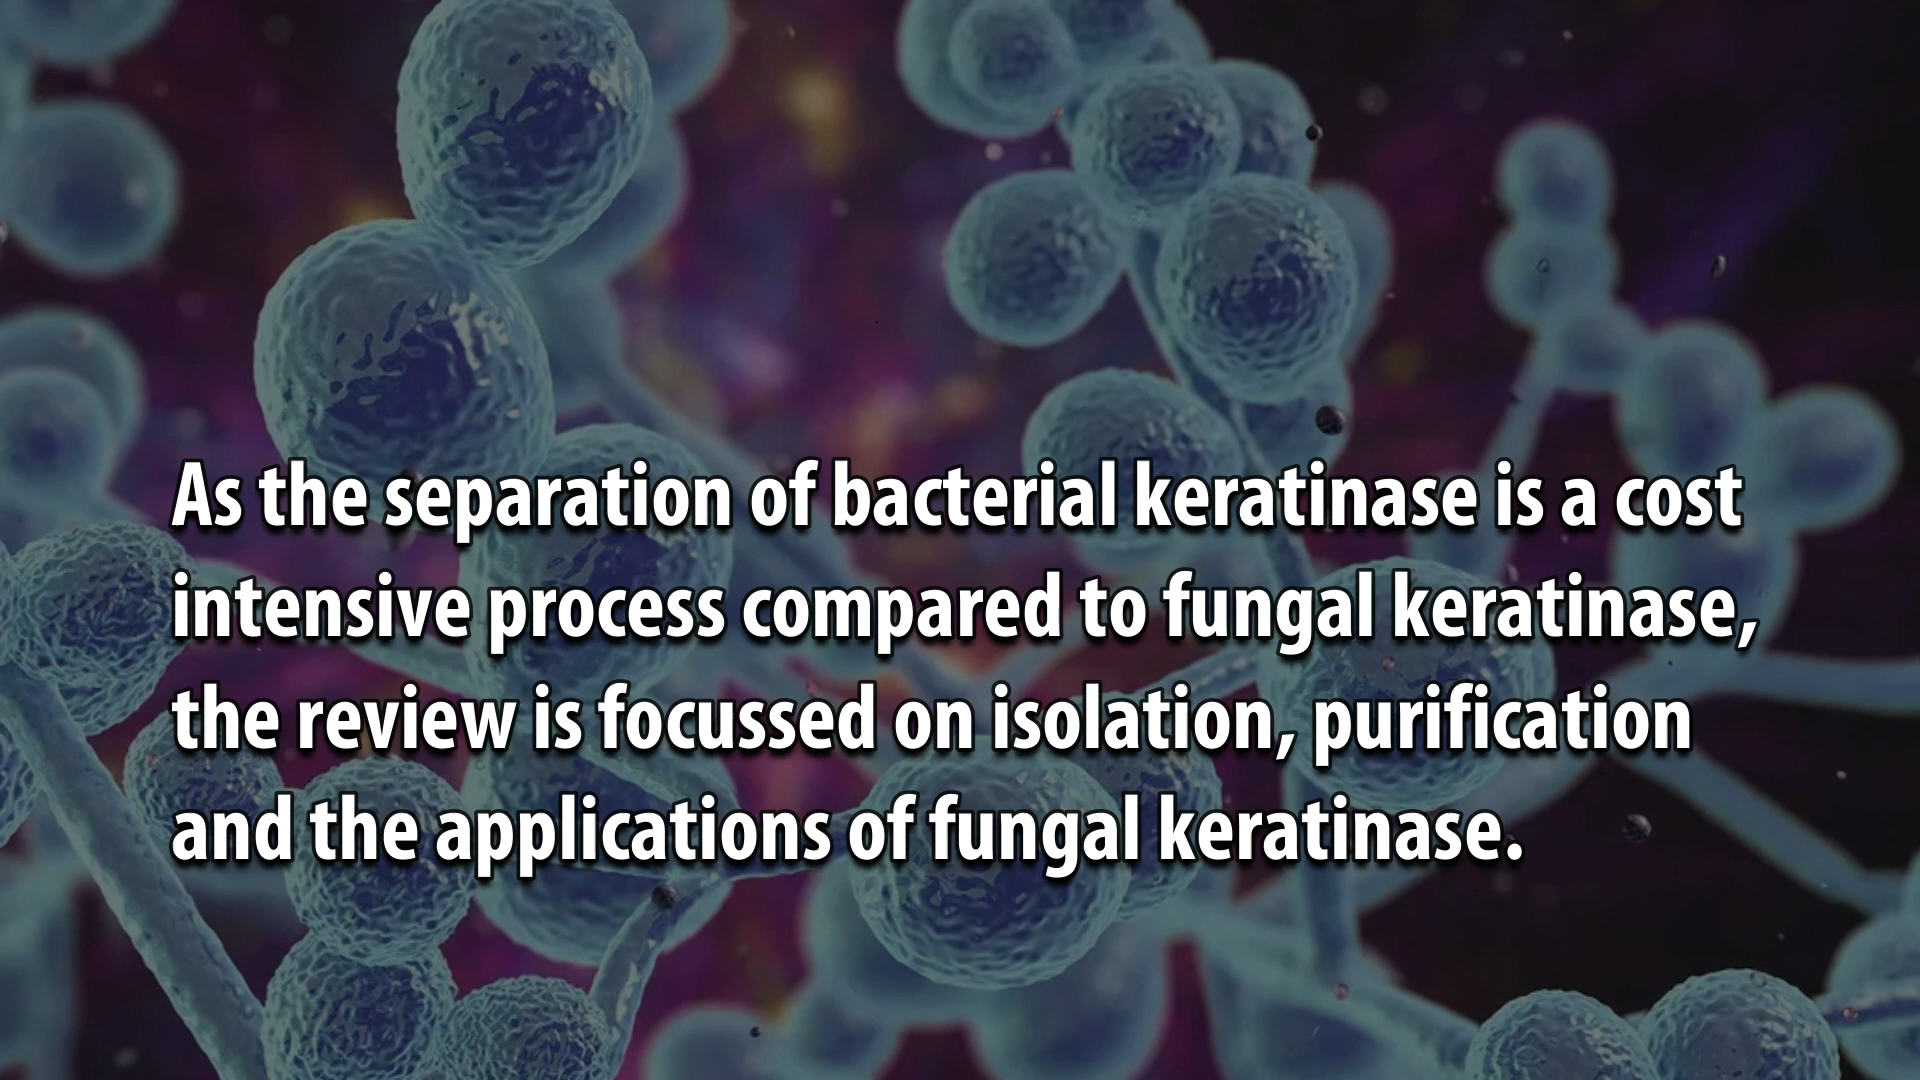 As the separation of bacterial keratinase is a cost
intensive process compared to fungal keratinase,
the review is focussed on isolation, purification
and the applications of fungal keratinase.